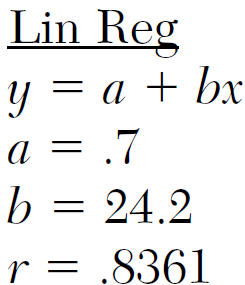 Lin Reg
y = a + bx
a = .7
b = 24.2
r = .8361